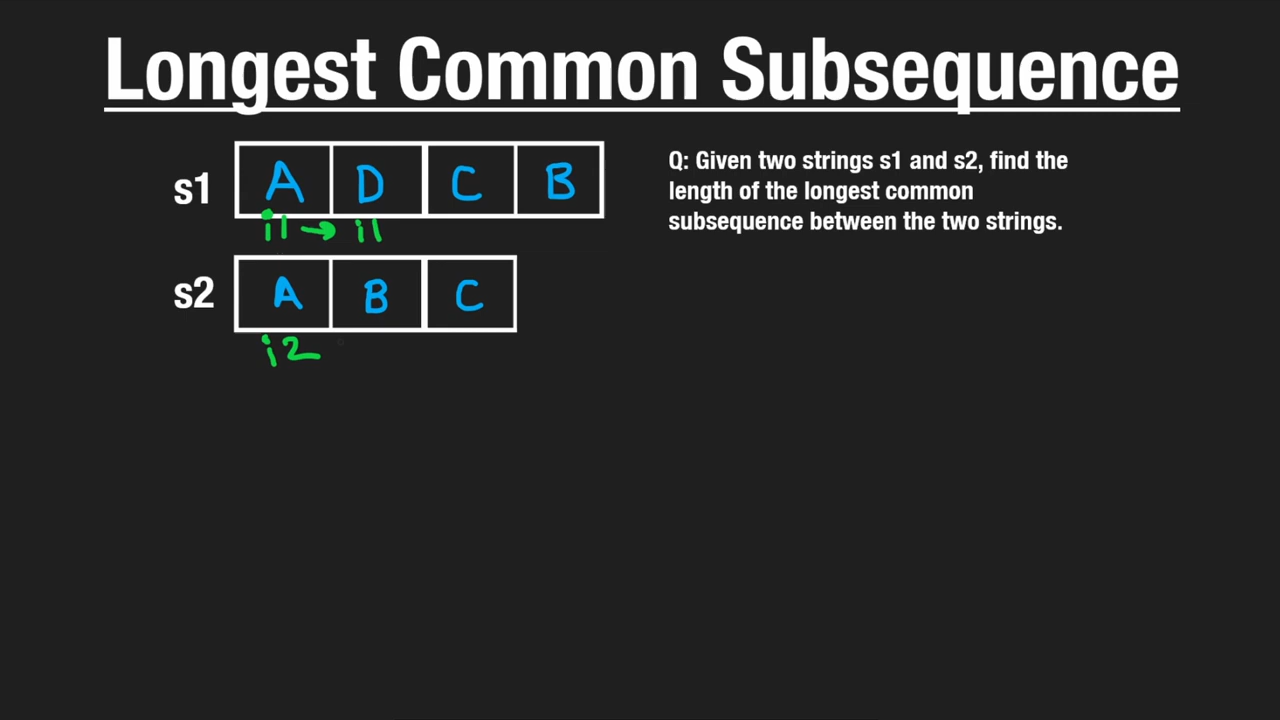 Longest Common Subsequence
s1 A D C B
i1 → i1
s2 A B C
i2
Q: Given two strings s1 and s2, find the
length of the longest common
subsequence between the two strings.